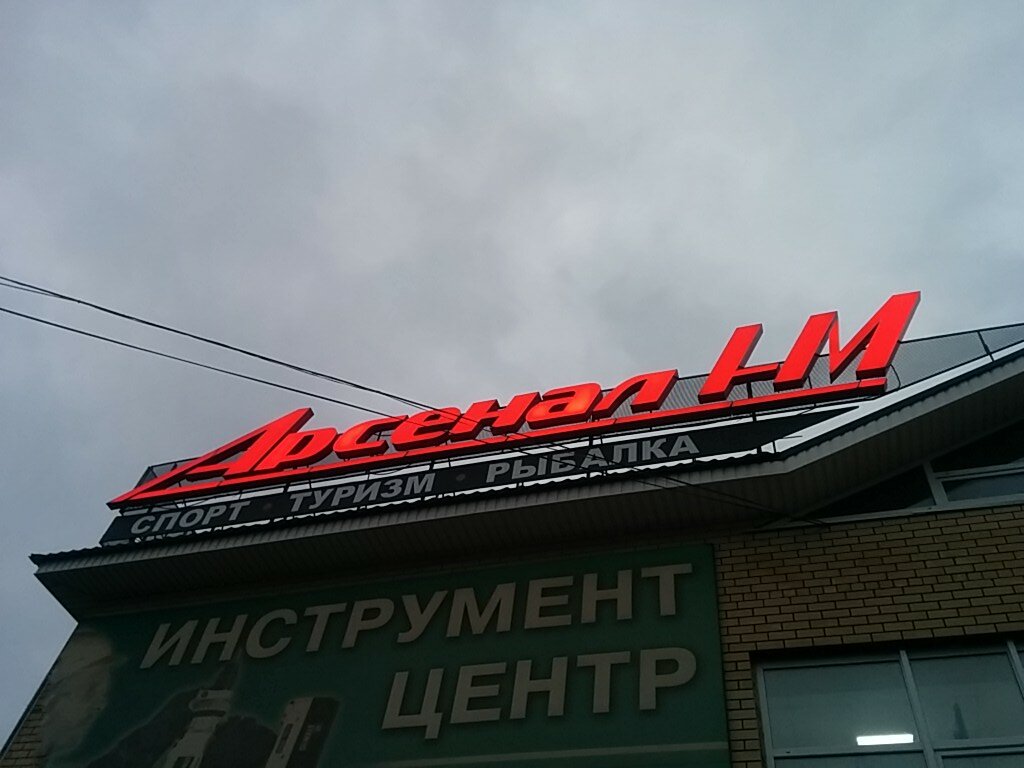 Арсенал НМ
СПОРТ • ТУРИЗМ • РЫБАЛКА
ИНСТРУМЕНТ
ЦЕНТР